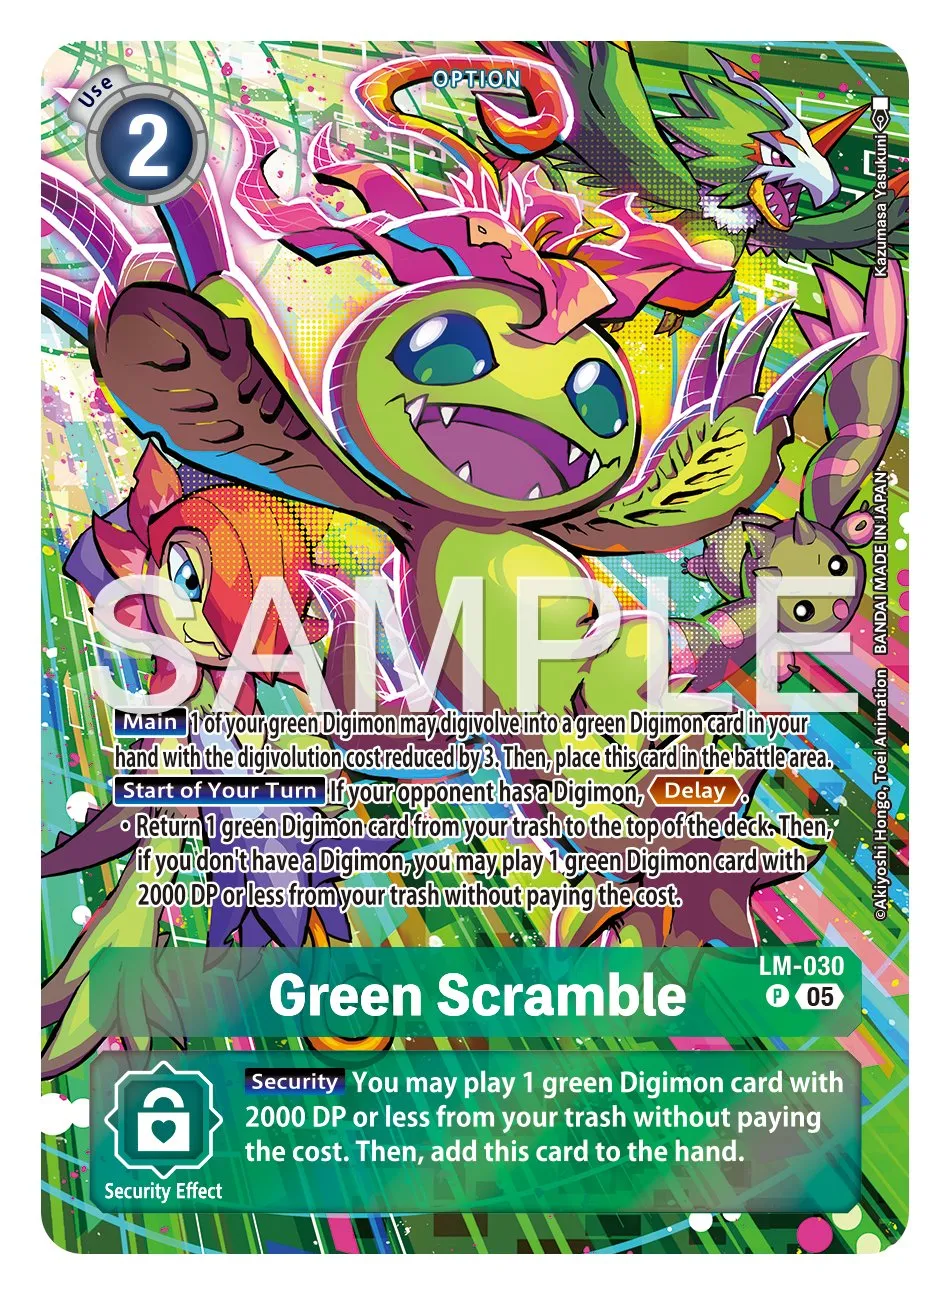 Use
2
OPTION
Kazumasa Yasukuni
SAMPLE
©Akiyoshi Hongo, Toei Animation BANDAI MADE IN JAPAN
Main 1 of your green Digimon may digivolve into a green Digimon card in your
hand with the digivolution cost reduced by 3. Then, place this card in the battle area.
Start of Your Turn If your opponent has a Digimon, Delay.
・Return 1 green Digimon card from your trash to the top of the deck. Then,
if you don't have a Digimon, you may play 1 green Digimon card with
2000 DP or less from your trash without paying the cost.
LM-030
Green Scramble
P 05
Security You may play 1 green Digimon card with
2000 DP or less from your trash without paying
the cost. Then, add this card to the hand.
Security Effect